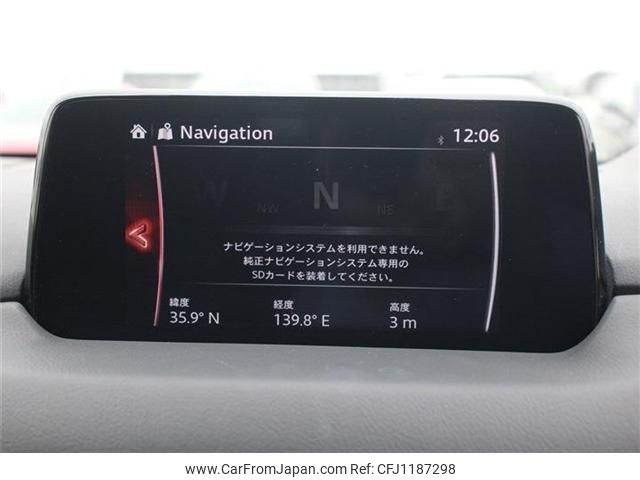 Navigation
12:06
W NW N NE E
ナビゲーションシステムを利用できません。
純正ナビゲーションシステム専用の
SDカードを装着してください。
緯度 経度 高度
35.9° N 139.8° E 3 m
www.CarFromJapan.com ©CarFromJapan REF:CFJ1187298